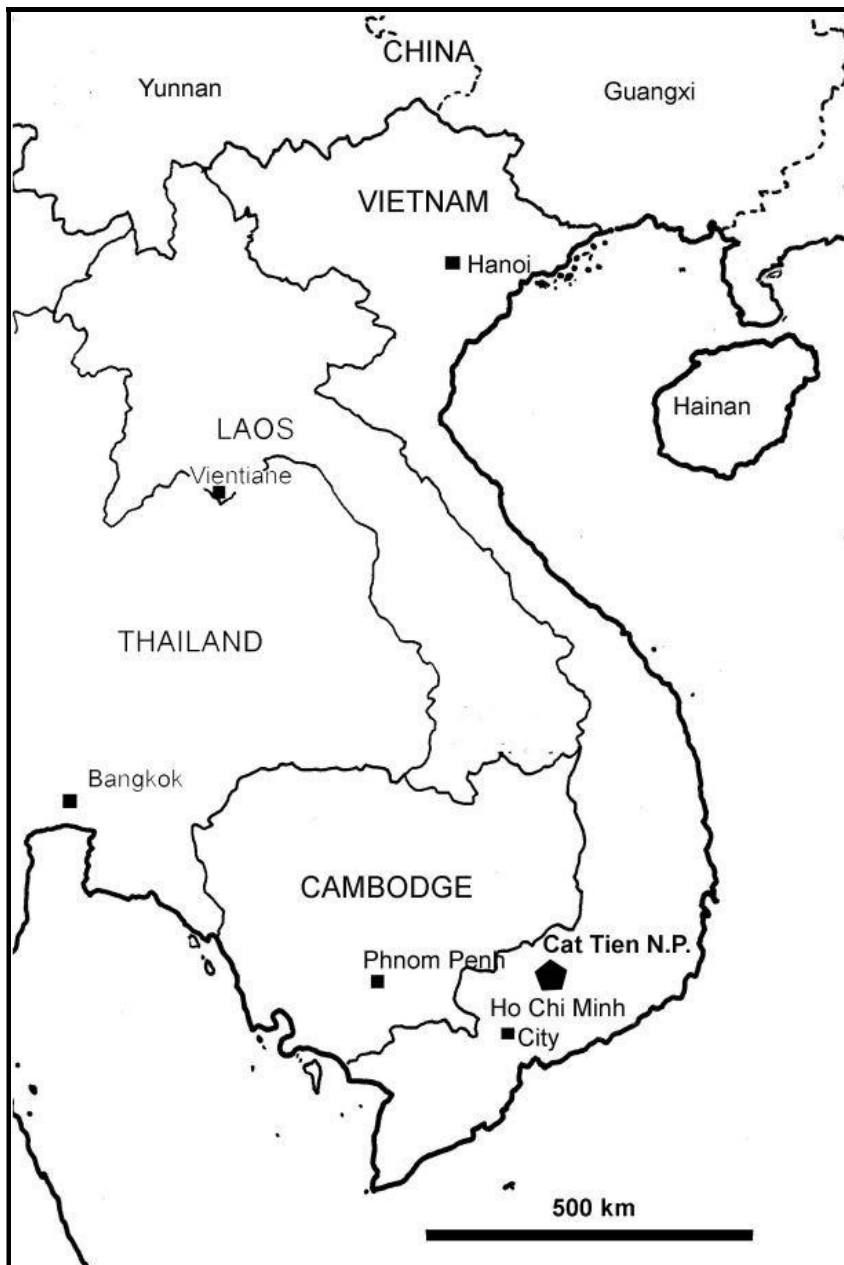 CHINA
Yunnan
Guangxi
VIETNAM
Hanoi
Hainan
LAOS
Vientiane
THAILAND
Bangkok
CAMBODGE
Cat Tien N.P.
Phnom Penh
Ho Chi Minh
City
500 km